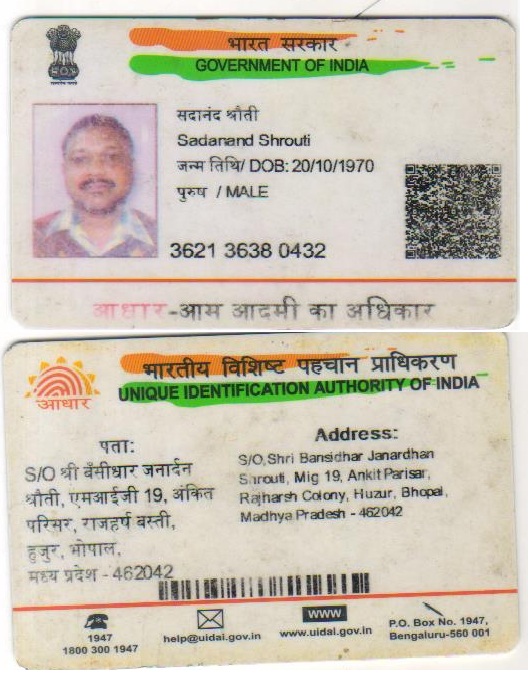 भारत सरकार
GOVERNMENT OF INDIA
सदानंद श्रौती
Sadanand Shrouti
जन्म तिथि/ DOB: 20/10/1970
पुरुष / MALE
3621 3638 0432
आधार-आम आदमी का अधिकार
भारतीय विशिष्ट पहचान प्राधिकरण
UNIQUE IDENTIFICATION AUTHORITY OF INDIA
आधार
पता:
S/O श्री बँसीधार जनार्दन
श्रौती, एमआईजी 19, अंकित
परिसर, राजहर्ष बस्ती,
हुजुर, भोपाल,
मध्य प्रदेश - 462042
Address:
S/O,Shri Bansidhar Janardhan
Shrouti, Mig 19, Ankit Parisar,
Rajharsh Colony, Huzur, Bhopal,
Madhya Pradesh - 462042
1947
1800 300 1947
help@uidai.gov.in
WWW
www.uidai.gov.in
P.O. Box No. 1947,
Bengaluru-560 001